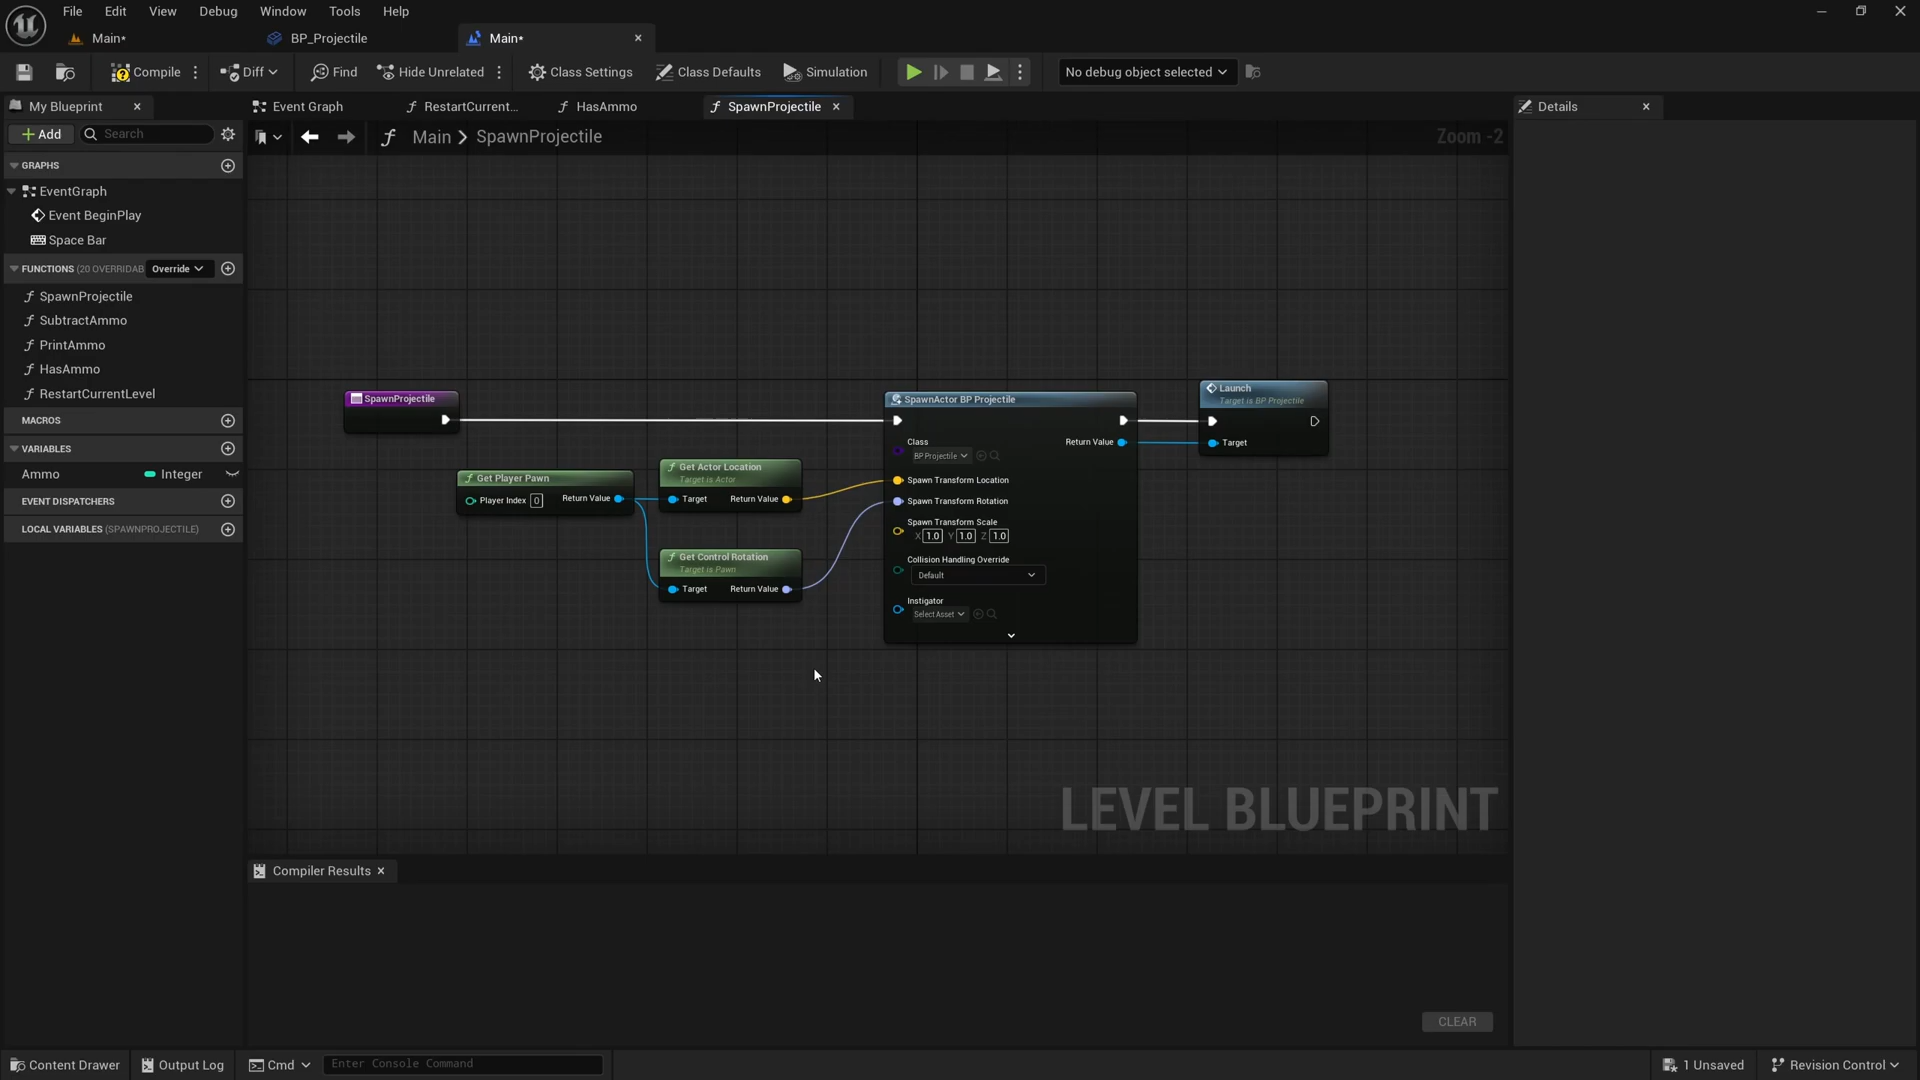 File Edit View Debug Window Tools Help
Main* BP_Projectile Main*
Compile Diff Find Hide Unrelated Class Settings Class Defaults Simulation No debug object selected
My Blueprint Event Graph RestartCurrent... HasAmmo SpawnProjectile Details
Add Search
Main > SpawnProjectile Zoom -2
GRAPHS
EventGraph
Event BeginPlay
Space Bar
FUNCTIONS (20 OVERRIDAB Override
SpawnProjectile
SubtractAmmo
PrintAmmo
HasAmmo
RestartCurrentLevel
MACROS
VARIABLES
Ammo Integer
EVENT DISPATCHERS
LOCAL VARIABLES (SPAWNPROJECTILE)
SpawnProjectile
Get Player Pawn
Player Index 0 Return Value
Get Actor Location
Target is Actor
Target Return Value
Get Control Rotation
Target is Pawn
Target Return Value
SpawnActor BP Projectile
Class Return Value
BP Projectile
Spawn Transform Location
Spawn Transform Rotation
Spawn Transform Scale
X 1.0 Y 1.0 Z 1.0
Collision Handling Override
Default
Instigator
Select Asset
Launch
Target is BP Projectile
Target
LEVEL BLUEPRINT
Compiler Results
CLEAR
Content Drawer Output Log Cmd Enter Console Command 1 Unsaved Revision Control